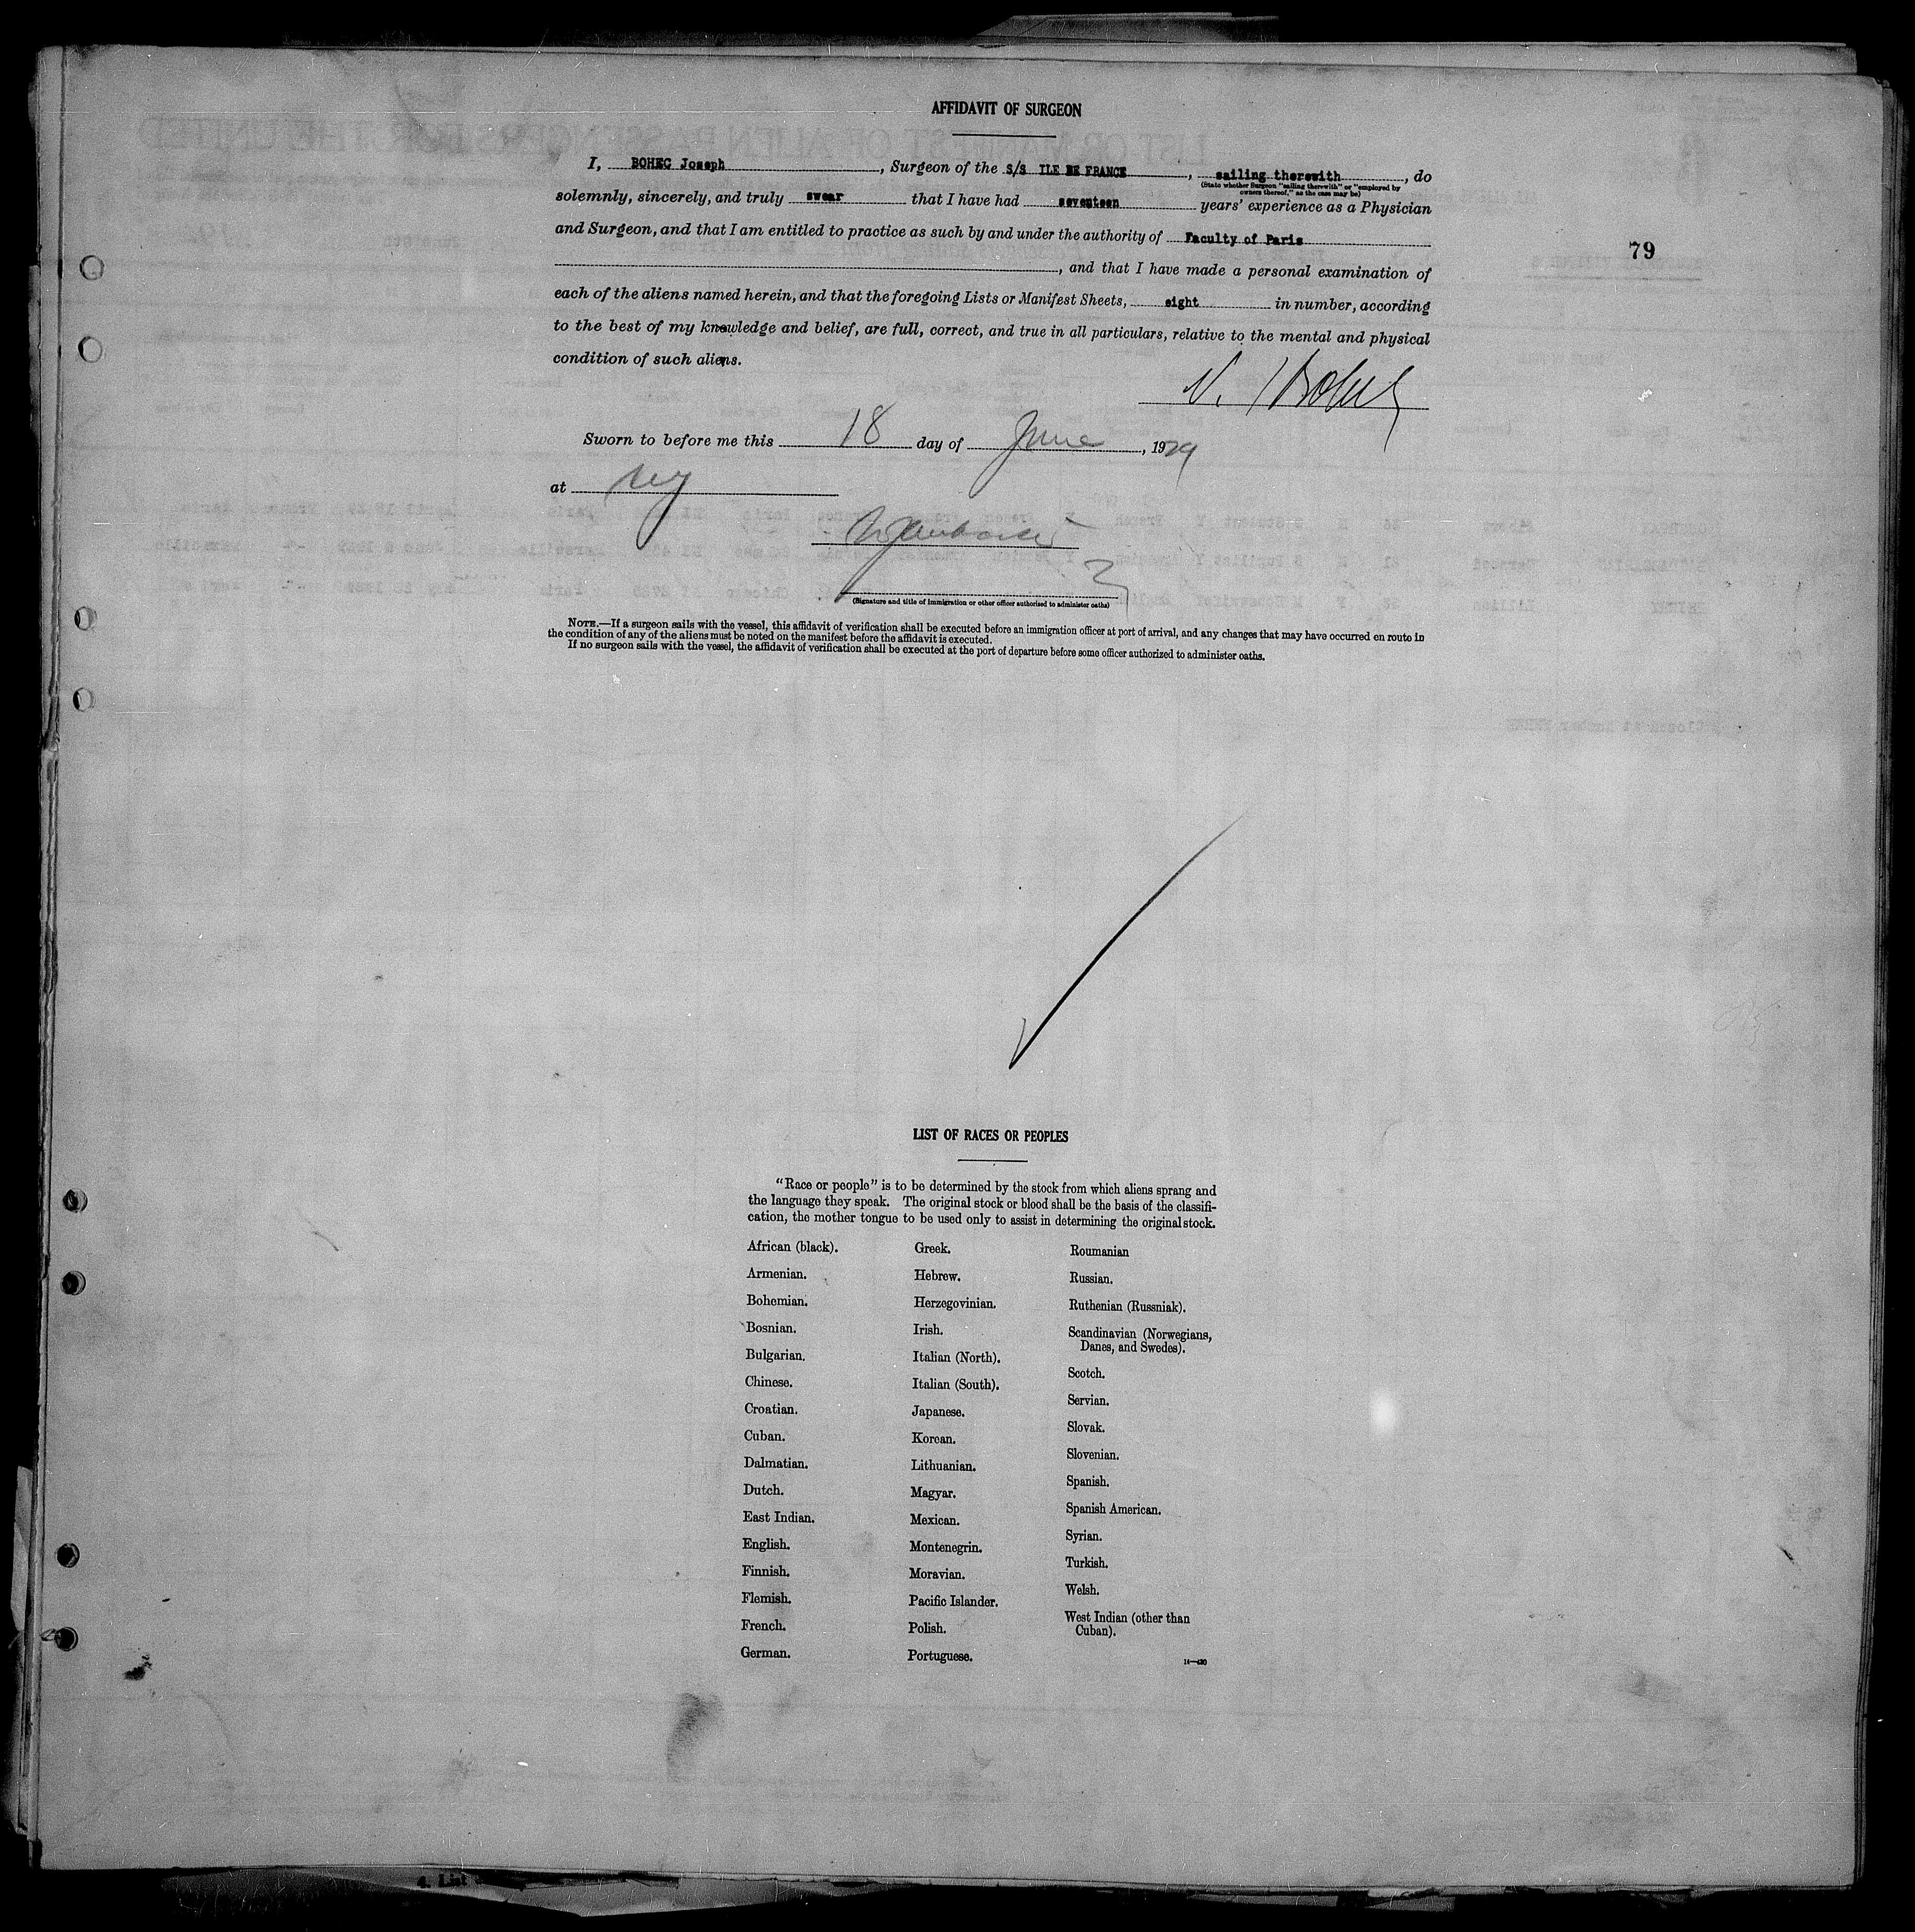 AFFIDAVIT OF SURGEON
I, BOHEC Joseph, Surgeon of the S/S ILE DE FRANCE, sailing therewith, do
(State whether Surgeon "sailing therewith" or "employed by
owners thereof," as the case may be)
solemnly, sincerely, and truly swear that I have had seventeen years' experience as a Physician
and Surgeon, and that I am entitled to practice as such by and under the authority of Faculty of Paris
, and that I have made a personal examination of
each of the aliens named herein, and that the foregoing Lists or Manifest Sheets, eight in number, according
to the best of my knowledge and belief, are full, correct, and true in all particulars, relative to the mental and physical
condition of such aliens.
79
Sworn to before me this 18 day of June, 1929
at NY
(Signature and title of immigration or other officer authorized to administer oaths)
NOTE.—If a surgeon sails with the vessel, this affidavit of verification shall be executed before an immigration officer at port of arrival, and any changes that may have occurred en route in
the condition of any of the aliens must be noted on the manifest before the affidavit is executed.
If no surgeon sails with the vessel, the affidavit of verification shall be executed at the port of departure before some officer authorized to administer oaths.
LIST OF RACES OR PEOPLES
"Race or people" is to be determined by the stock from which aliens sprang and
the language they speak. The original stock or blood shall be the basis of the classifi-
cation, the mother tongue to be used only to assist in determining the original stock.
African (black).
Armenian.
Bohemian.
Bosnian.
Bulgarian.
Chinese.
Croatian.
Cuban.
Dalmatian.
Dutch.
East Indian.
English.
Finnish.
Flemish.
French.
German.
Greek.
Hebrew.
Herzegovinian.
Irish.
Italian (North).
Italian (South).
Japanese.
Korean.
Lithuanian.
Magyar.
Mexican.
Montenegrin.
Moravian.
Pacific Islander.
Polish.
Portuguese.
Roumanian
Russian.
Ruthenian (Russniak).
Scandinavian (Norwegians,
Danes, and Swedes).
Scotch.
Servian.
Slovak.
Slovenian.
Spanish.
Spanish American.
Syrian.
Turkish.
Welsh.
West Indian (other than
Cuban).
14—430
4. List